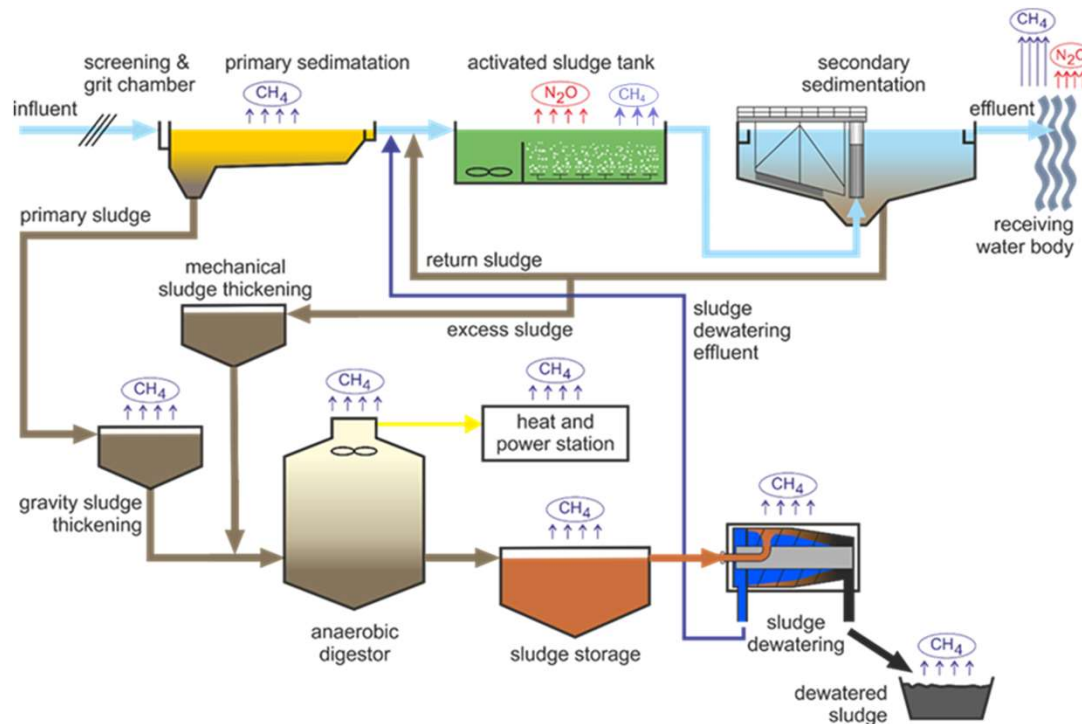 screening &
grit chamber
influent
primary sedimatation
CH₄
activated sludge tank
N₂O
CH₄
secondary
sedimentation
CH₄
N₂O
effluent
receiving
water body
primary sludge
return sludge
mechanical
sludge thickening
excess sludge
sludge
dewatering
effluent
CH₄
gravity sludge
thickening
CH₄
anaerobic
digestor
CH₄
heat and
power station
CH₄
sludge storage
CH₄
sludge
dewatering
CH₄
dewatered
sludge